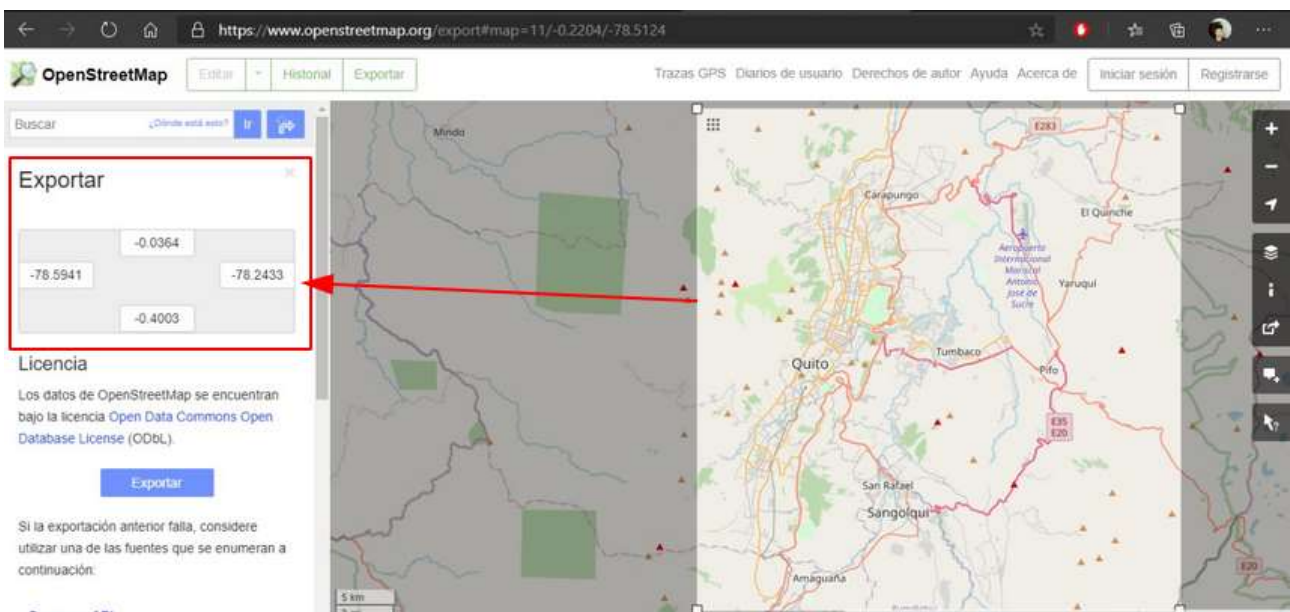 https://www.openstreetmap.org/export#map=11/-0.2204/-78.5124
OpenStreetMap
Editar
Historial
Exportar
Trazas GPS Diarios de usuario Derechos de autor Ayuda Acerca de
Iniciar sesión
Registrarse
Buscar
¿Dónde está esto?
Ir
Exportar
-0.0364
-78.5941
-78.2433
-0.4003
Licencia
Los datos de OpenStreetMap se encuentran
bajo la licencia Open Data Commons Open
Database License (ODbL).
Exportar
Si la exportación anterior falla, considere
utilizar una de las fuentes que se enumeran a
continuación:
Mindo
E283
Carapungo
El Quinche
Aeropuerto
Internacional
Mariscal
Antonio
José de
Sucre
Yaruquí
Quito
Tumbaco
Pifo
E35
E20
San Rafael
Sangolquí
Amaguaña
E20
5 km